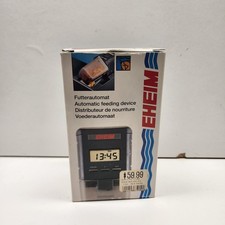 Futterautomat
Automatic feeding device
Distributeur de nourriture
Voederautomaat
EHEIM
13:45
$59.99